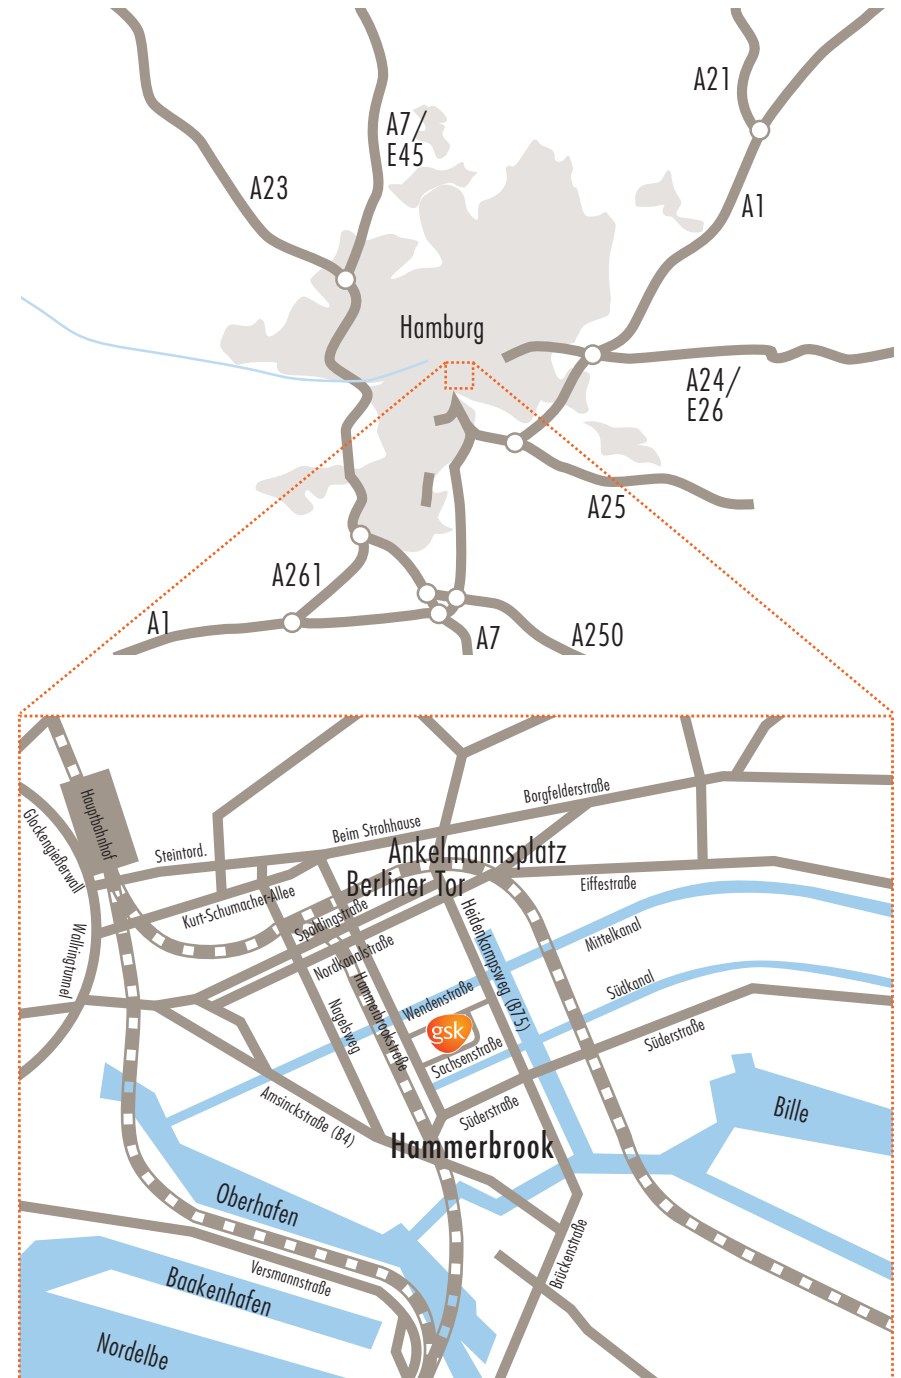 A21
A7/
E45
A23
A1
Hamburg
A24/
E26
A25
A261
A1
A7
A250
Hauptbahnhof
Glockengießerwall
Borgfelderstraße
Beim Strohhause
Steintord.
Ankelmannsplatz
Berliner Tor
Eiffestraße
Kurt-Schumacher-Allee
Spaldingstraße
Heidenkampsweg (B75)
Mittelkanal
Wallringtunnel
Nordkanalstraße
Hammerbrookstraße
Südkanal
Wendenstraße
Nagelsweg
gsk
Süderstraße
Sachsenstraße
Amsinckstraße (B4)
Süderstraße
Bille
Hammerbrook
Oberhafen
Brückenstraße
Versmannstraße
Baakenhafen
Nordelbe